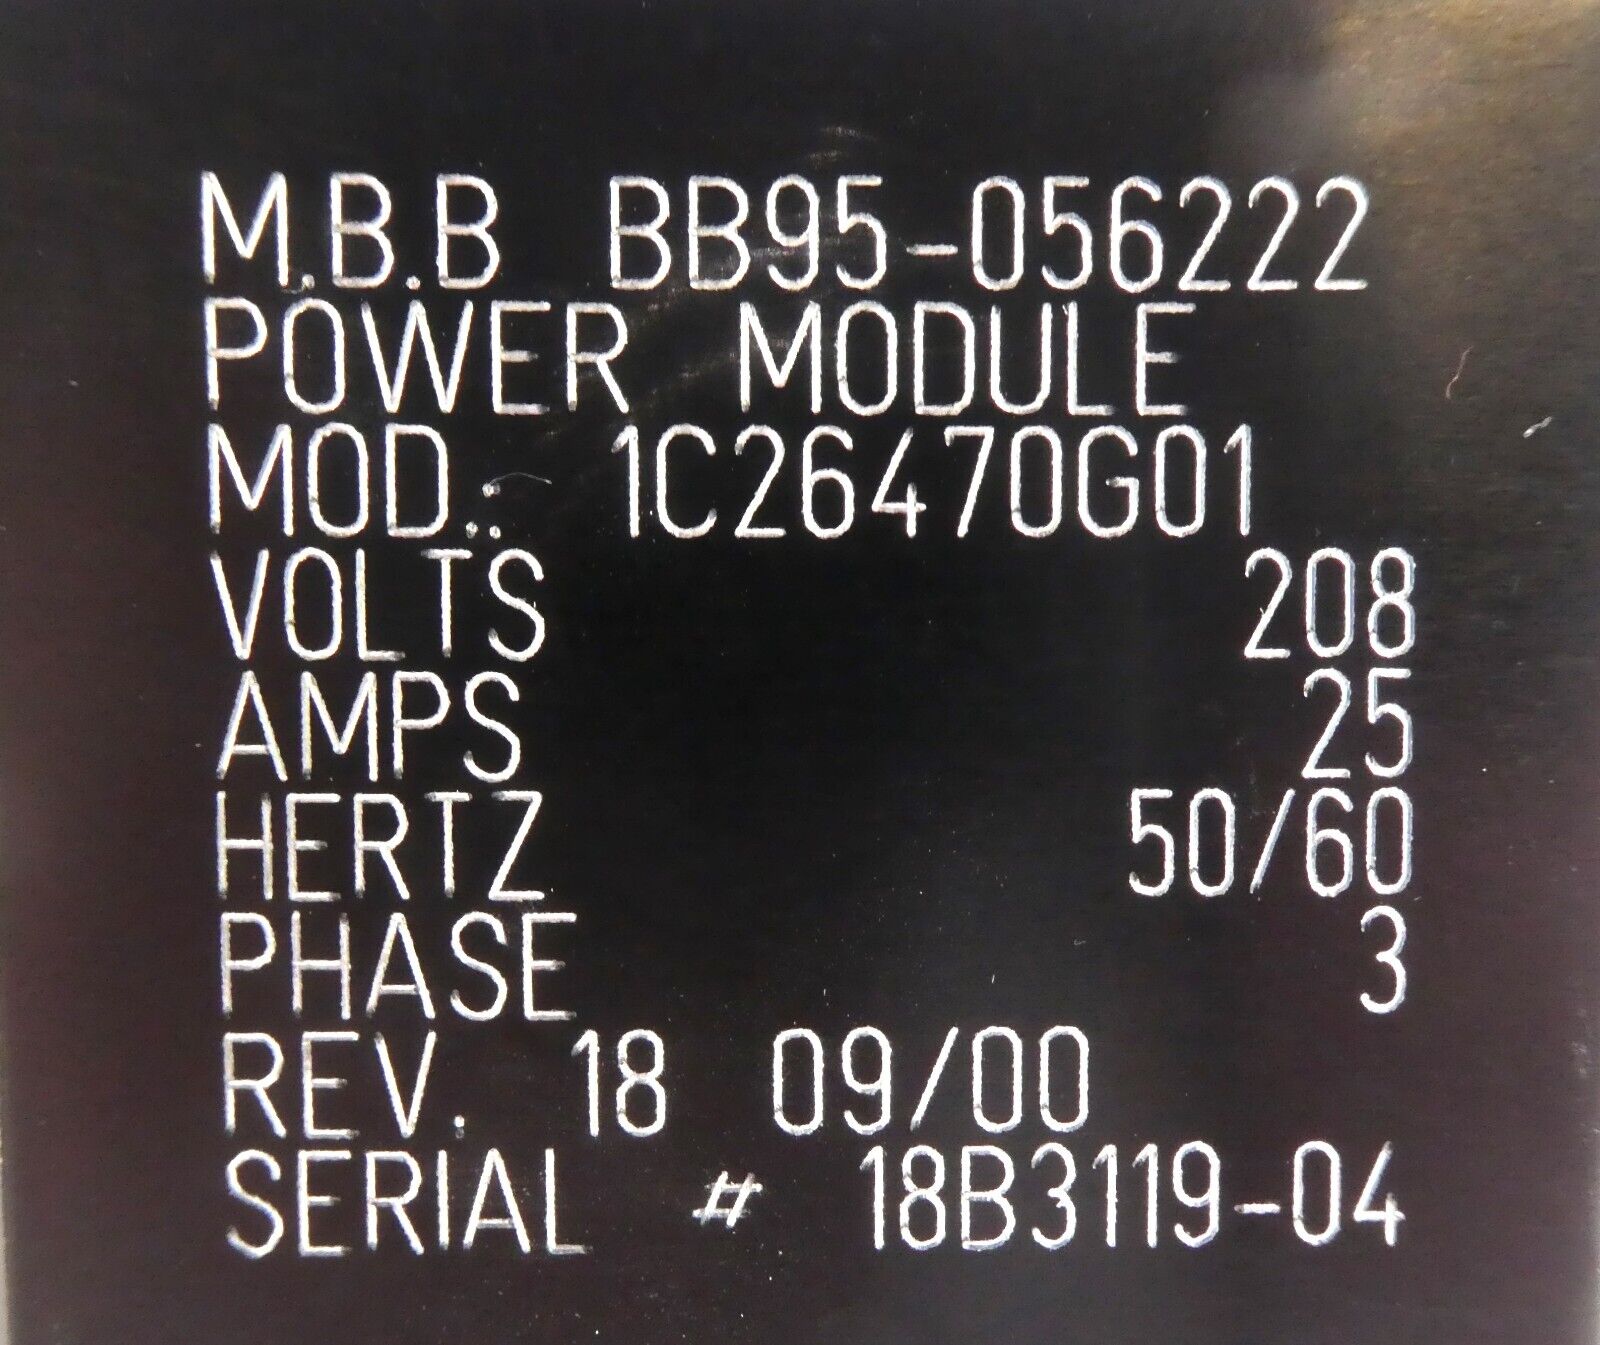 M.B.B BB95-056222
POWER MODULE
MOD.: 1C26470G01
VOLTS 208
AMPS 25
HERTZ 50/60
PHASE 3
REV. 18 09/00
SERIAL # 18B3119-04